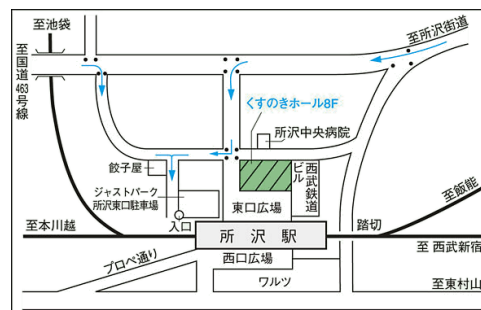 至池袋
至所沢街道
至国道463号線
くすのきホール8F
所沢中央病院
餃子屋
西武鉄道
ビル
ジャストパーク
所沢東口駐車場
東口広場
入口
至飯能
至本川越
所沢駅
踏切
至 西武新宿
プロペ通り
西口広場
ワルツ
至東村山